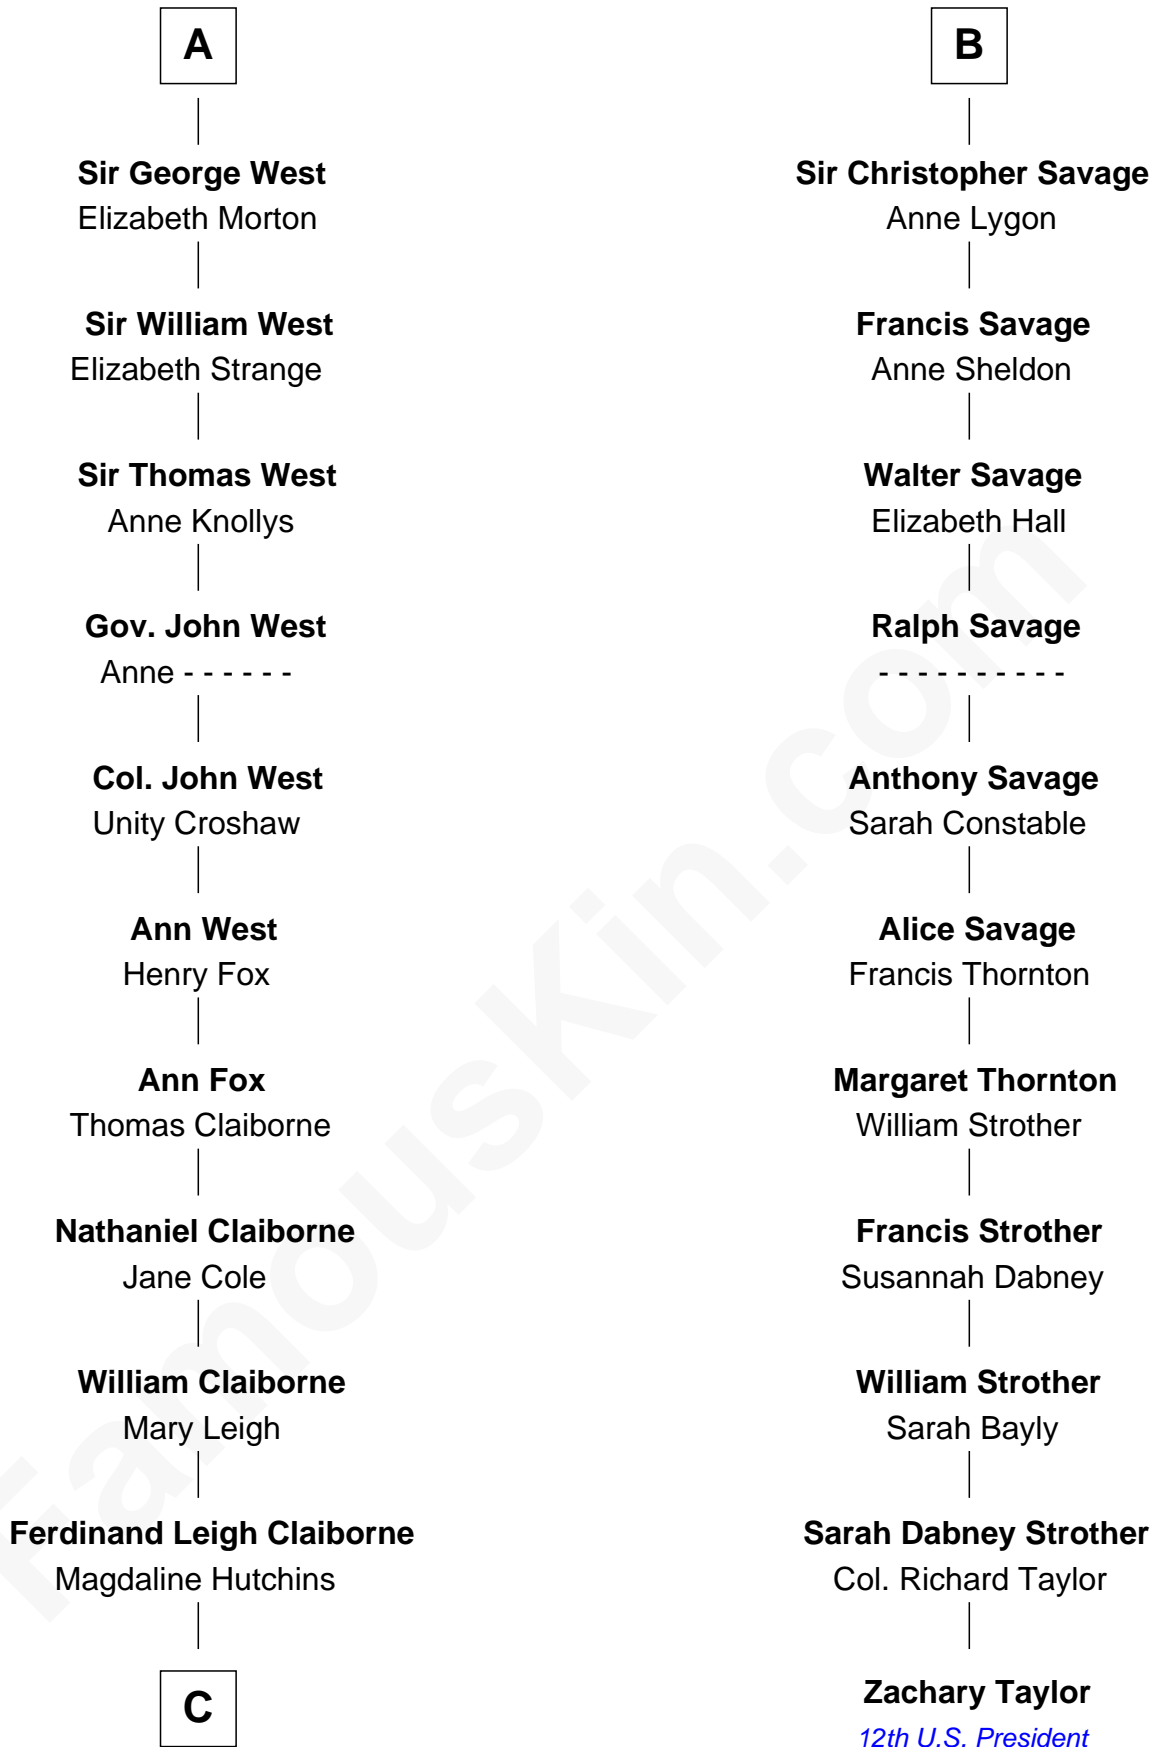 A
Sir George West
Elizabeth Morton
Sir William West
Elizabeth Strange
Sir Thomas West
Anne Knollys
Gov. John West
Anne - - - - - -
Col. John West
Unity Croshaw
Ann West
Henry Fox
Ann Fox
Thomas Claiborne
Nathaniel Claiborne
Jane Cole
William Claiborne
Mary Leigh
Ferdinand Leigh Claiborne
Magdaline Hutchins
C
B
Sir Christopher Savage
Anne Lygon
Francis Savage
Anne Sheldon
Walter Savage
Elizabeth Hall
Ralph Savage
- - - - - - - - - -
Anthony Savage
Sarah Constable
Alice Savage
Francis Thornton
Margaret Thornton
William Strother
Francis Strother
Susannah Dabney
William Strother
Sarah Bayly
Sarah Dabney Strother
Col. Richard Taylor
Zachary Taylor
12th U.S. President
FamousKin.com